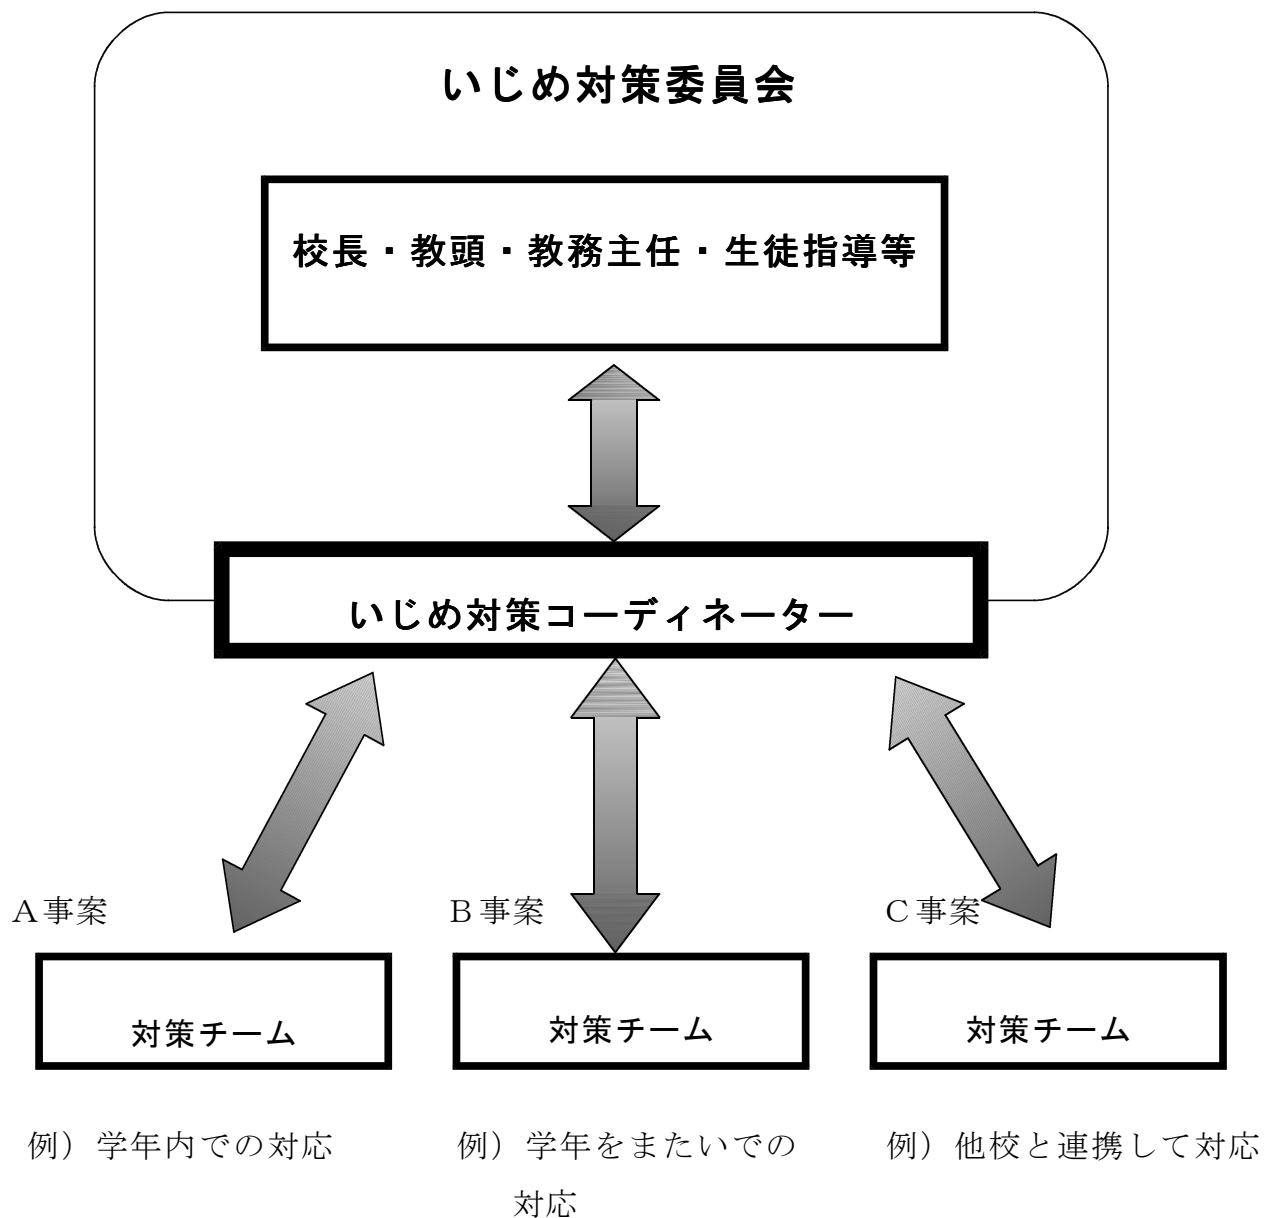 いじめ対策委員会
校長・教頭・教務主任・生徒指導等
いじめ対策コーディネーター
Ａ事案
Ｂ事案
Ｃ事案
対策チーム
対策チーム
対策チーム
例）学年内での対応
例）学年をまたいでの
対応
例）他校と連携して対応